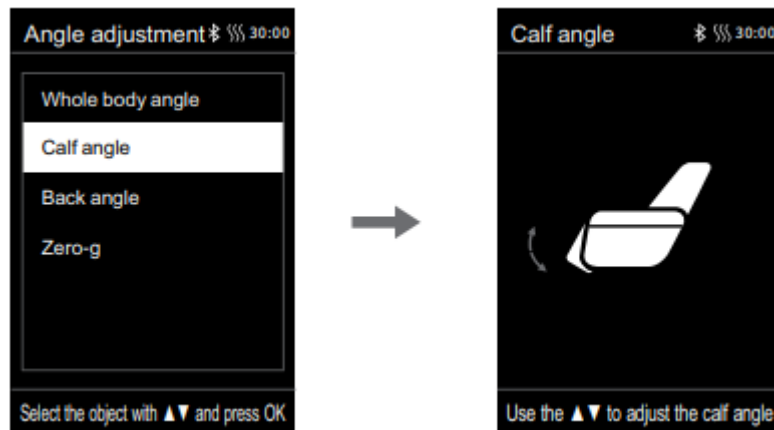 Angle adjustment 30:00
Whole body angle
Calf angle
Back angle
Zero-g
Select the object with ▲▼ and press OK
Calf angle 30:00
Use the ▲▼ to adjust the calf angle